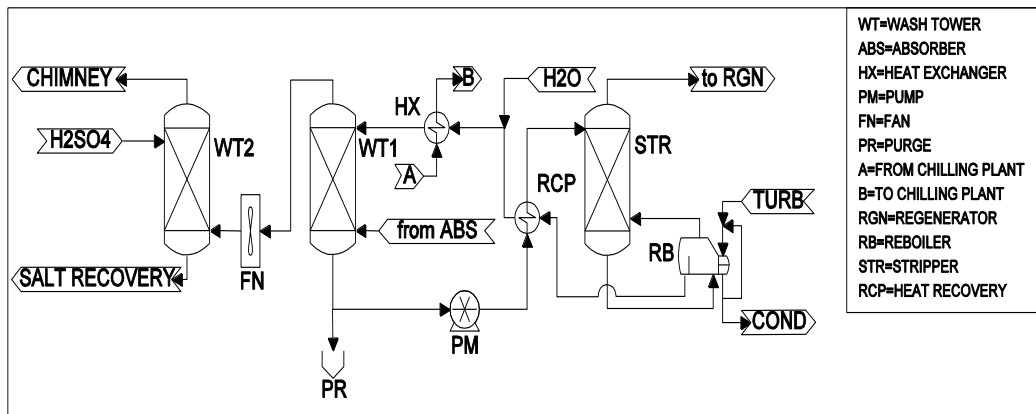 CHIMNEY
B
H2O
to RGN
HX
H2SO4
WT2
WT1
STR
A
RCP
TURB
from ABS
RB
SALT RECOVERY
FN
PM
COND
PR
WT=WASH TOWER
ABS=ABSORBER
HX=HEAT EXCHANGER
PM=PUMP
FN=FAN
PR=PURGE
A=FROM CHILLING PLANT
B=TO CHILLING PLANT
RGN=REGENERATOR
RB=REBOILER
STR=STRIPPER
RCP=HEAT RECOVERY